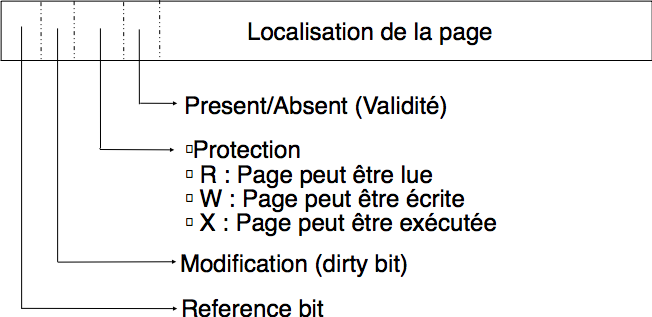 Localisation de la page
Present/Absent (Validité)
Protection
R : Page peut être lue
W : Page peut être écrite
X : Page peut être exécutée
Modification (dirty bit)
Reference bit